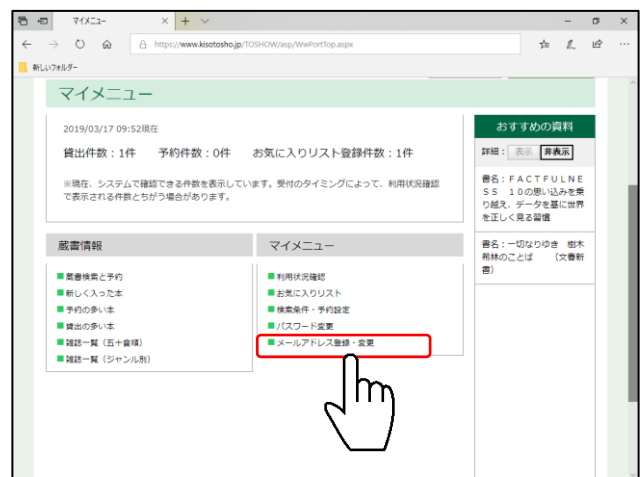 マイメニュー
https://www.kisotosho.jp/TOSHOW/asp/WwPortTop.aspx
新しいフォルダー
マイメニュー
2019/03/17 09:52現在
貸出件数：1件 予約件数：0件 お気に入りリスト登録件数：1件
※現在、システムで確認できる件数を表示しています。受付のタイミングによって、利用状況確認
で表示される件数とちがう場合があります。
蔵書情報
■蔵書検索と予約
■新しく入った本
■予約の多い本
■貸出の多い本
■雑誌一覧（五十音順）
■雑誌一覧（ジャンル別）
マイメニュー
■利用状況確認
■お気に入りリスト
■検索条件・予約設定
■パスワード変更
■メールアドレス登録・変更
おすすめの資料
詳細： 表示 非表示
書名：ＦＡＣＴＦＵＬＮＥ
ＳＳ １０の思い込みを乗
り越え、データを基に世界
を正しく見る習慣
書名：一切なりゆき 樹木
希林のことば （文春新
書）